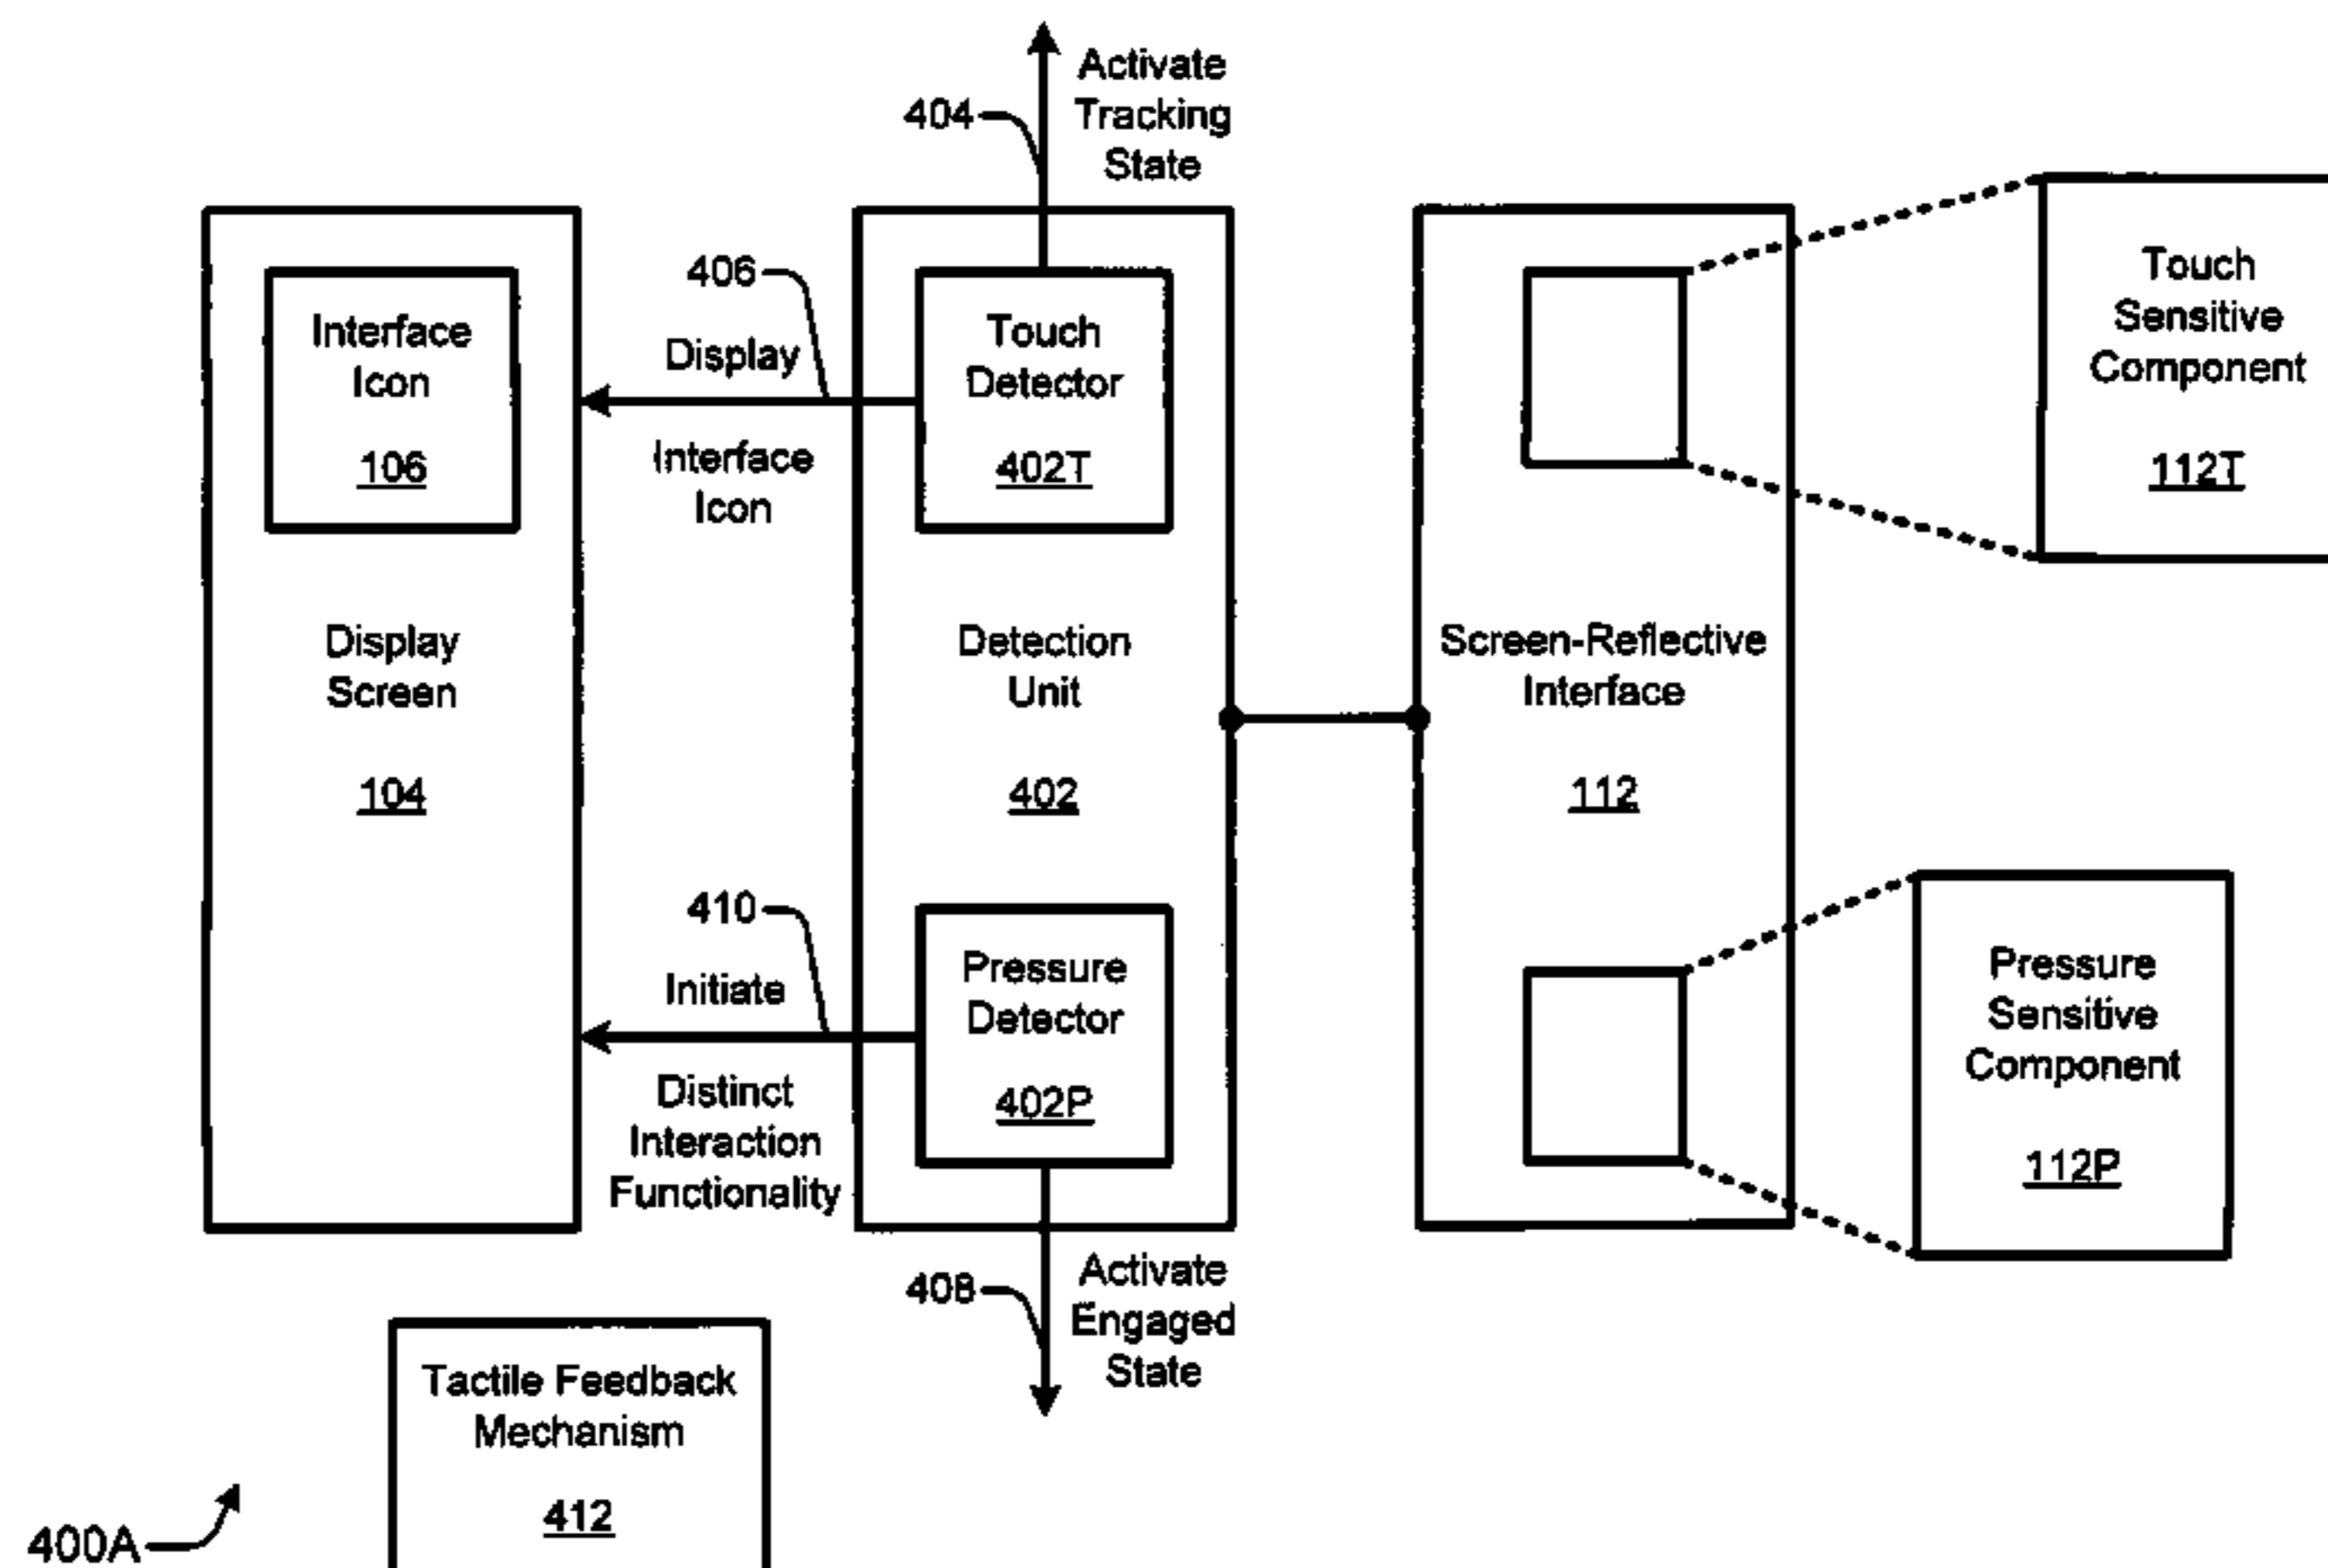 Activate
404 Tracking
State
Interface
Icon
106
Display
Screen
104
406
Display
Interface
Icon
Touch
Detector
402T
Detection
Unit
402
Screen-Reflective
Interface
112
Touch
Sensitive
Component
112T
410
Initiate
Distinct
Interaction
Functionality
Pressure
Detector
402P
Pressure
Sensitive
Component
112P
Activate
408 Engaged
State
Tactile Feedback
Mechanism
412
400A